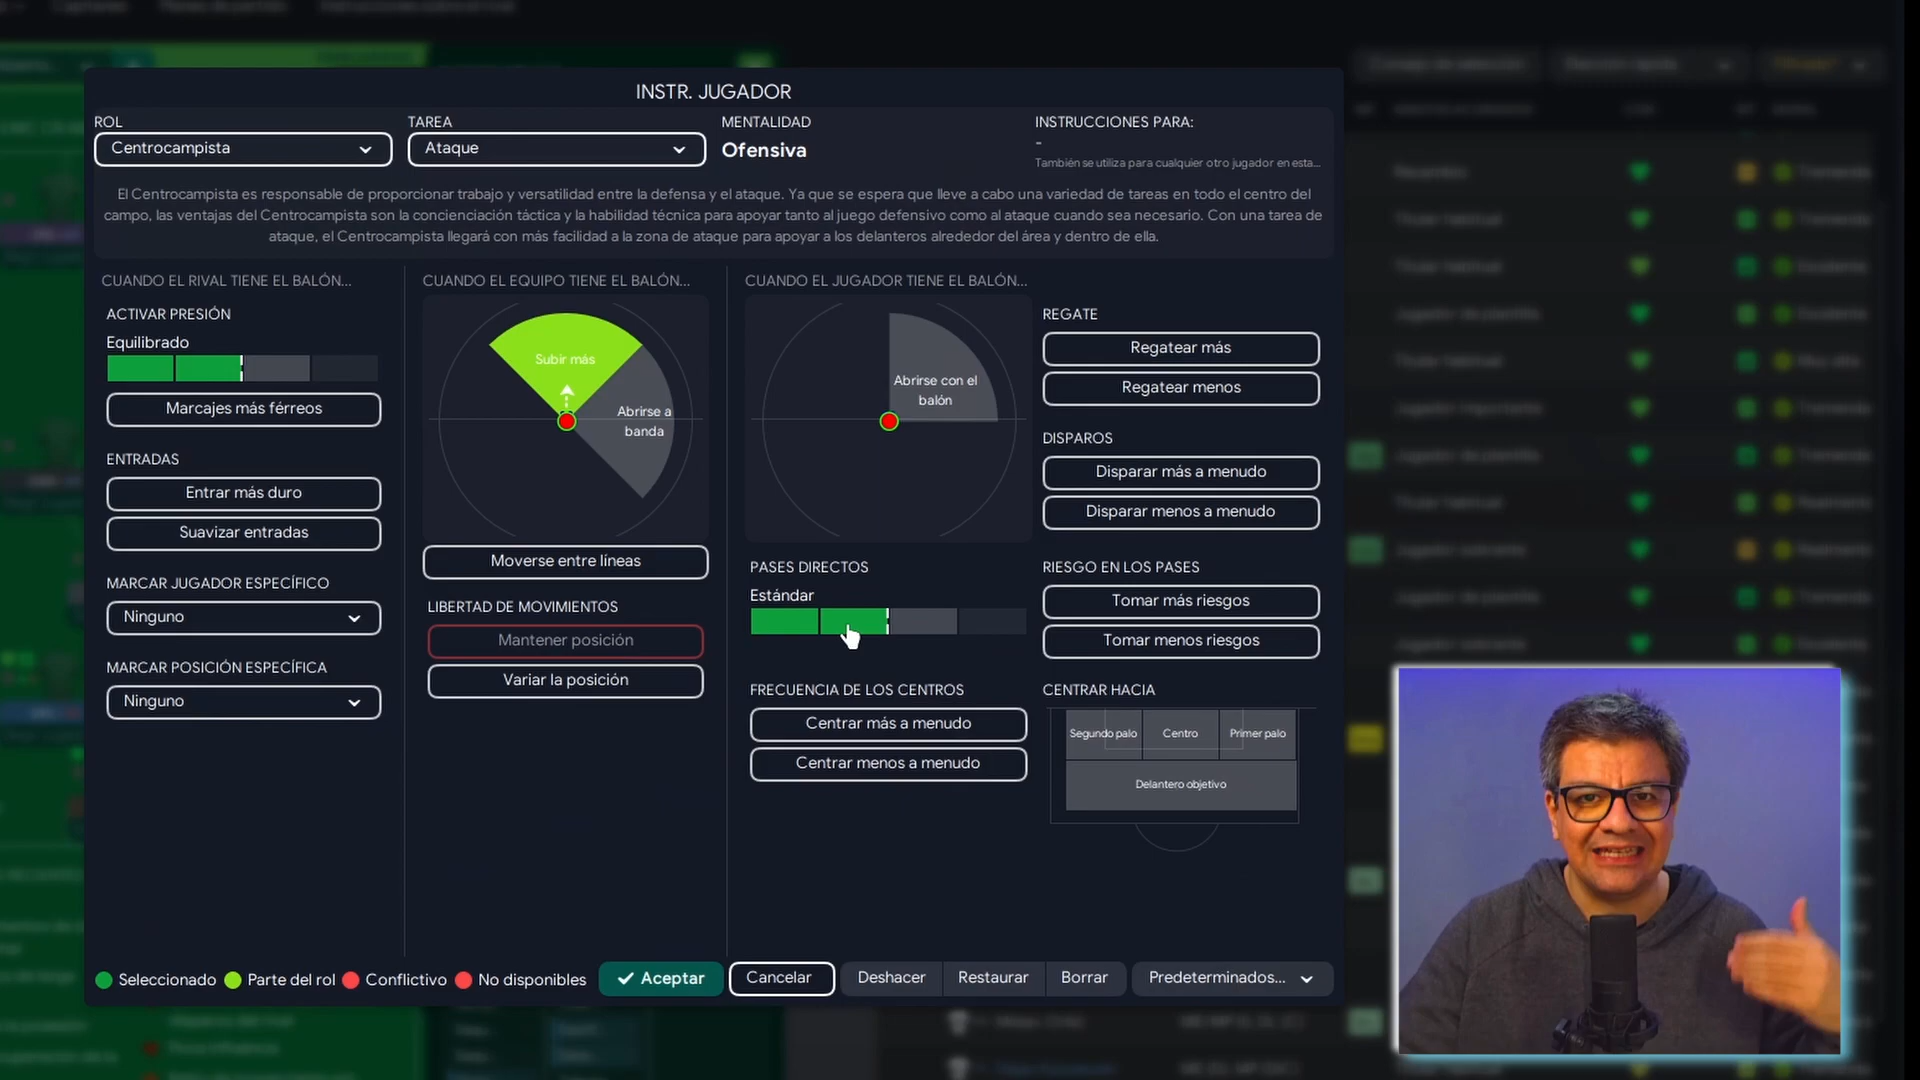 INSTR. JUGADOR
ROL
TAREA
MENTALIDAD
INSTRUCCIONES PARA:
Centrocampista
Ataque
Ofensiva
-
También se utiliza para cualquier otro jugador en esta...
El Centrocampista es responsable de proporcionar trabajo y versatilidad entre la defensa y el ataque. Ya que se espera que lleve a cabo una variedad de tareas en todo el centro del
campo, las ventajas del Centrocampista son la concienciación táctica y la habilidad técnica para apoyar tanto al juego defensivo como al ataque cuando sea necesario. Con una tarea de
ataque, el Centrocampista llegará con más facilidad a la zona de ataque para apoyar a los delanteros alrededor del área y dentro de ella.
CUANDO EL RIVAL TIENE EL BALÓN...
ACTIVAR PRESIÓN
Equilibrado
Marcajes más férreos
ENTRADAS
Entrar más duro
Suavizar entradas
MARCAR JUGADOR ESPECÍFICO
Ninguno
MARCAR POSICIÓN ESPECÍFICA
Ninguno
CUANDO EL EQUIPO TIENE EL BALÓN...
Subir más
Abrirse a
banda
Moverse entre líneas
LIBERTAD DE MOVIMIENTOS
Mantener posición
Variar la posición
CUANDO EL JUGADOR TIENE EL BALÓN...
Abrirse con el
balón
PASES DIRECTOS
Estándar
FRECUENCIA DE LOS CENTROS
Centrar más a menudo
Centrar menos a menudo
REGATE
Regatear más
Regatear menos
DISPAROS
Disparar más a menudo
Disparar menos a menudo
RIESGO EN LOS PASES
Tomar más riesgos
Tomar menos riesgos
CENTRAR HACIA
Segundo palo
Centro
Primer palo
Delantero objetivo
Seleccionado
Parte del rol
Conflictivo
No disponibles
Aceptar
Cancelar
Deshacer
Restaurar
Borrar
Predeterminados...